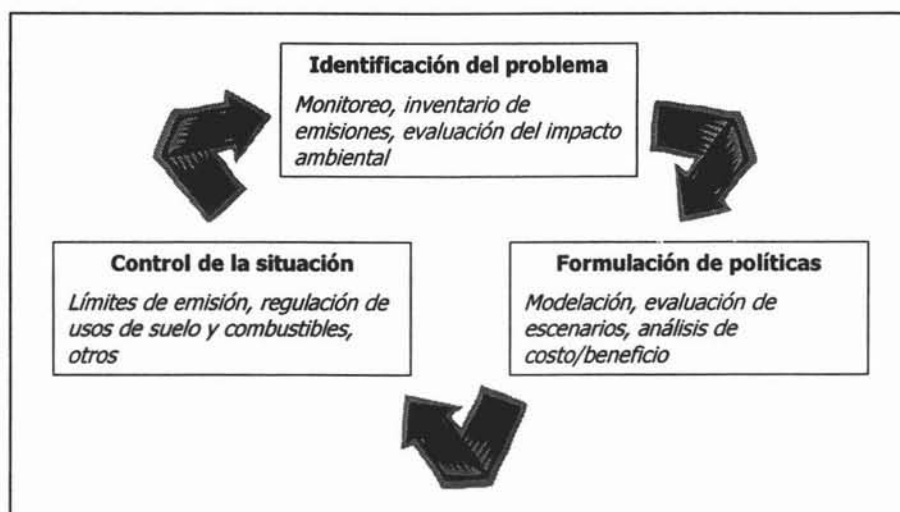 Identificación del problema
Monitoreo, inventario de
emisiones, evaluación del impacto
ambiental
Control de la situación
Límites de emisión, regulación de
usos de suelo y combustibles,
otros
Formulación de políticas
Modelación, evaluación de
escenarios, análisis de
costo/beneficio